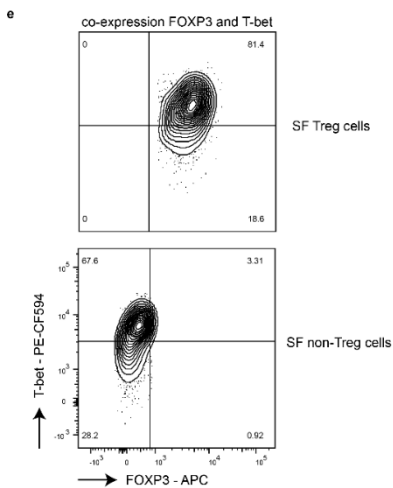 e
co-expression FOXP3 and T-bet
0 81.4
SF Treg cells
0 18.6
67.6 3.31
10^5
10^4
SF non-Treg cells
10^3
0
-10^3
28.2 0.92
-10^3 0 10^3 10^4 10^5
T-bet - PE-CF594
FOXP3 - APC